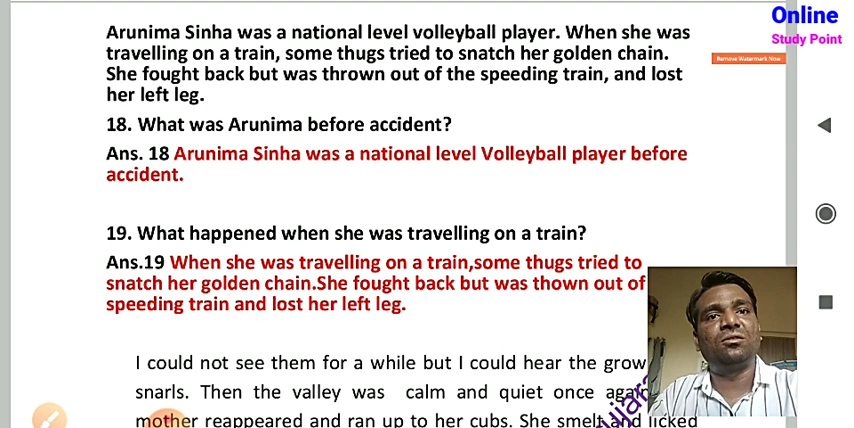 Online
Study Point
Remove Watermark Now
Arunima Sinha was a national level volleyball player. When she was
travelling on a train, some thugs tried to snatch her golden chain.
She fought back but was thrown out of the speeding train, and lost
her left leg.
18. What was Arunima before accident?
Ans. 18 Arunima Sinha was a national level Volleyball player before
accident.
19. What happened when she was travelling on a train?
Ans.19 When she was travelling on a train,some thugs tried to
snatch her golden chain.She fought back but was thown out of
speeding train and lost her left leg.
I could not see them for a while but I could hear the
snarls. Then the valley was calm and quiet once
mother reappeared and ran up to her cubs. She smelt and licked